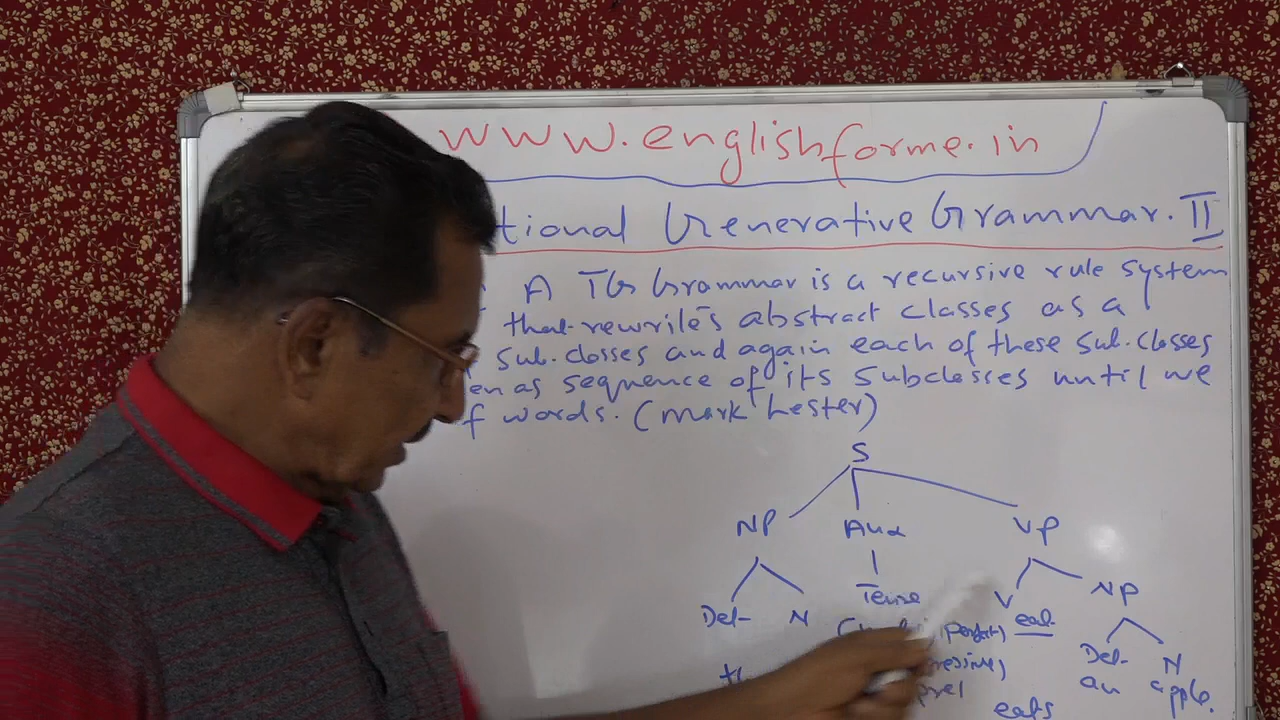 www.englishforme.in
tional Generative Grammar. II
A TG Grammar is a recursive rule system
that rewrites abstract classes as a
sub.classes and again each of these sub.classes
en as sequence of its subclasses until we
f words. (Mark Lester)
S
NP Aux VP
Det N Tense V NP
(Perfect) eat
Det N
an apple.
eats